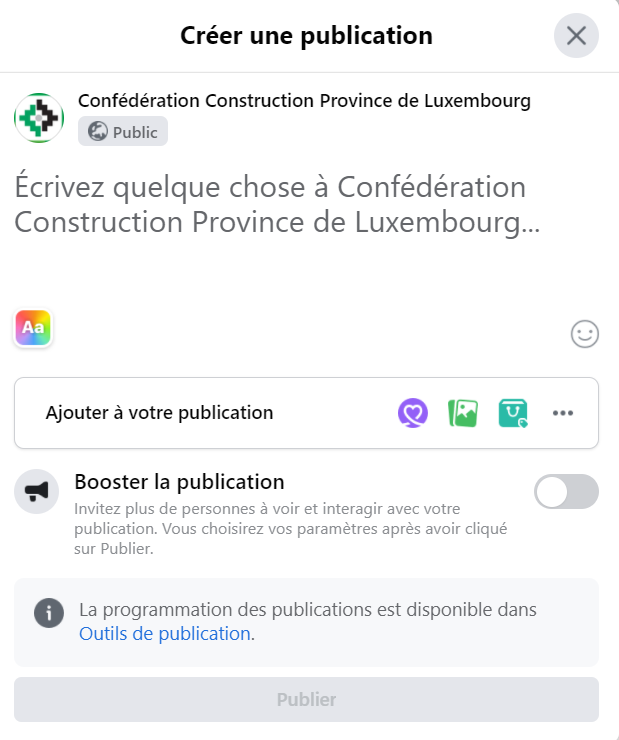 Créer une publication
Confédération Construction Province de Luxembourg
Public
Écrivez quelque chose à Confédération
Construction Province de Luxembourg...
Aa
Ajouter à votre publication
Booster la publication
Invitez plus de personnes à voir et interagir avec votre
publication. Vous choisirez vos paramètres après avoir cliqué
sur Publier.
La programmation des publications est disponible dans
Outils de publication.
Publier